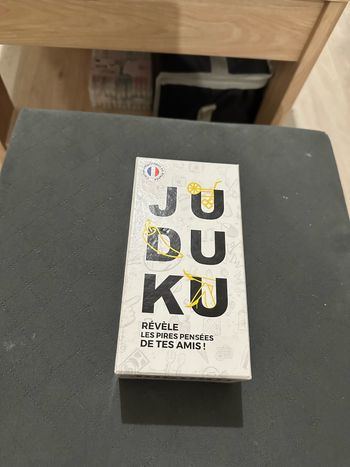 JU
DU
KU
RÉVÈLE
LES PIRES PENSÉES
DE TES AMIS !